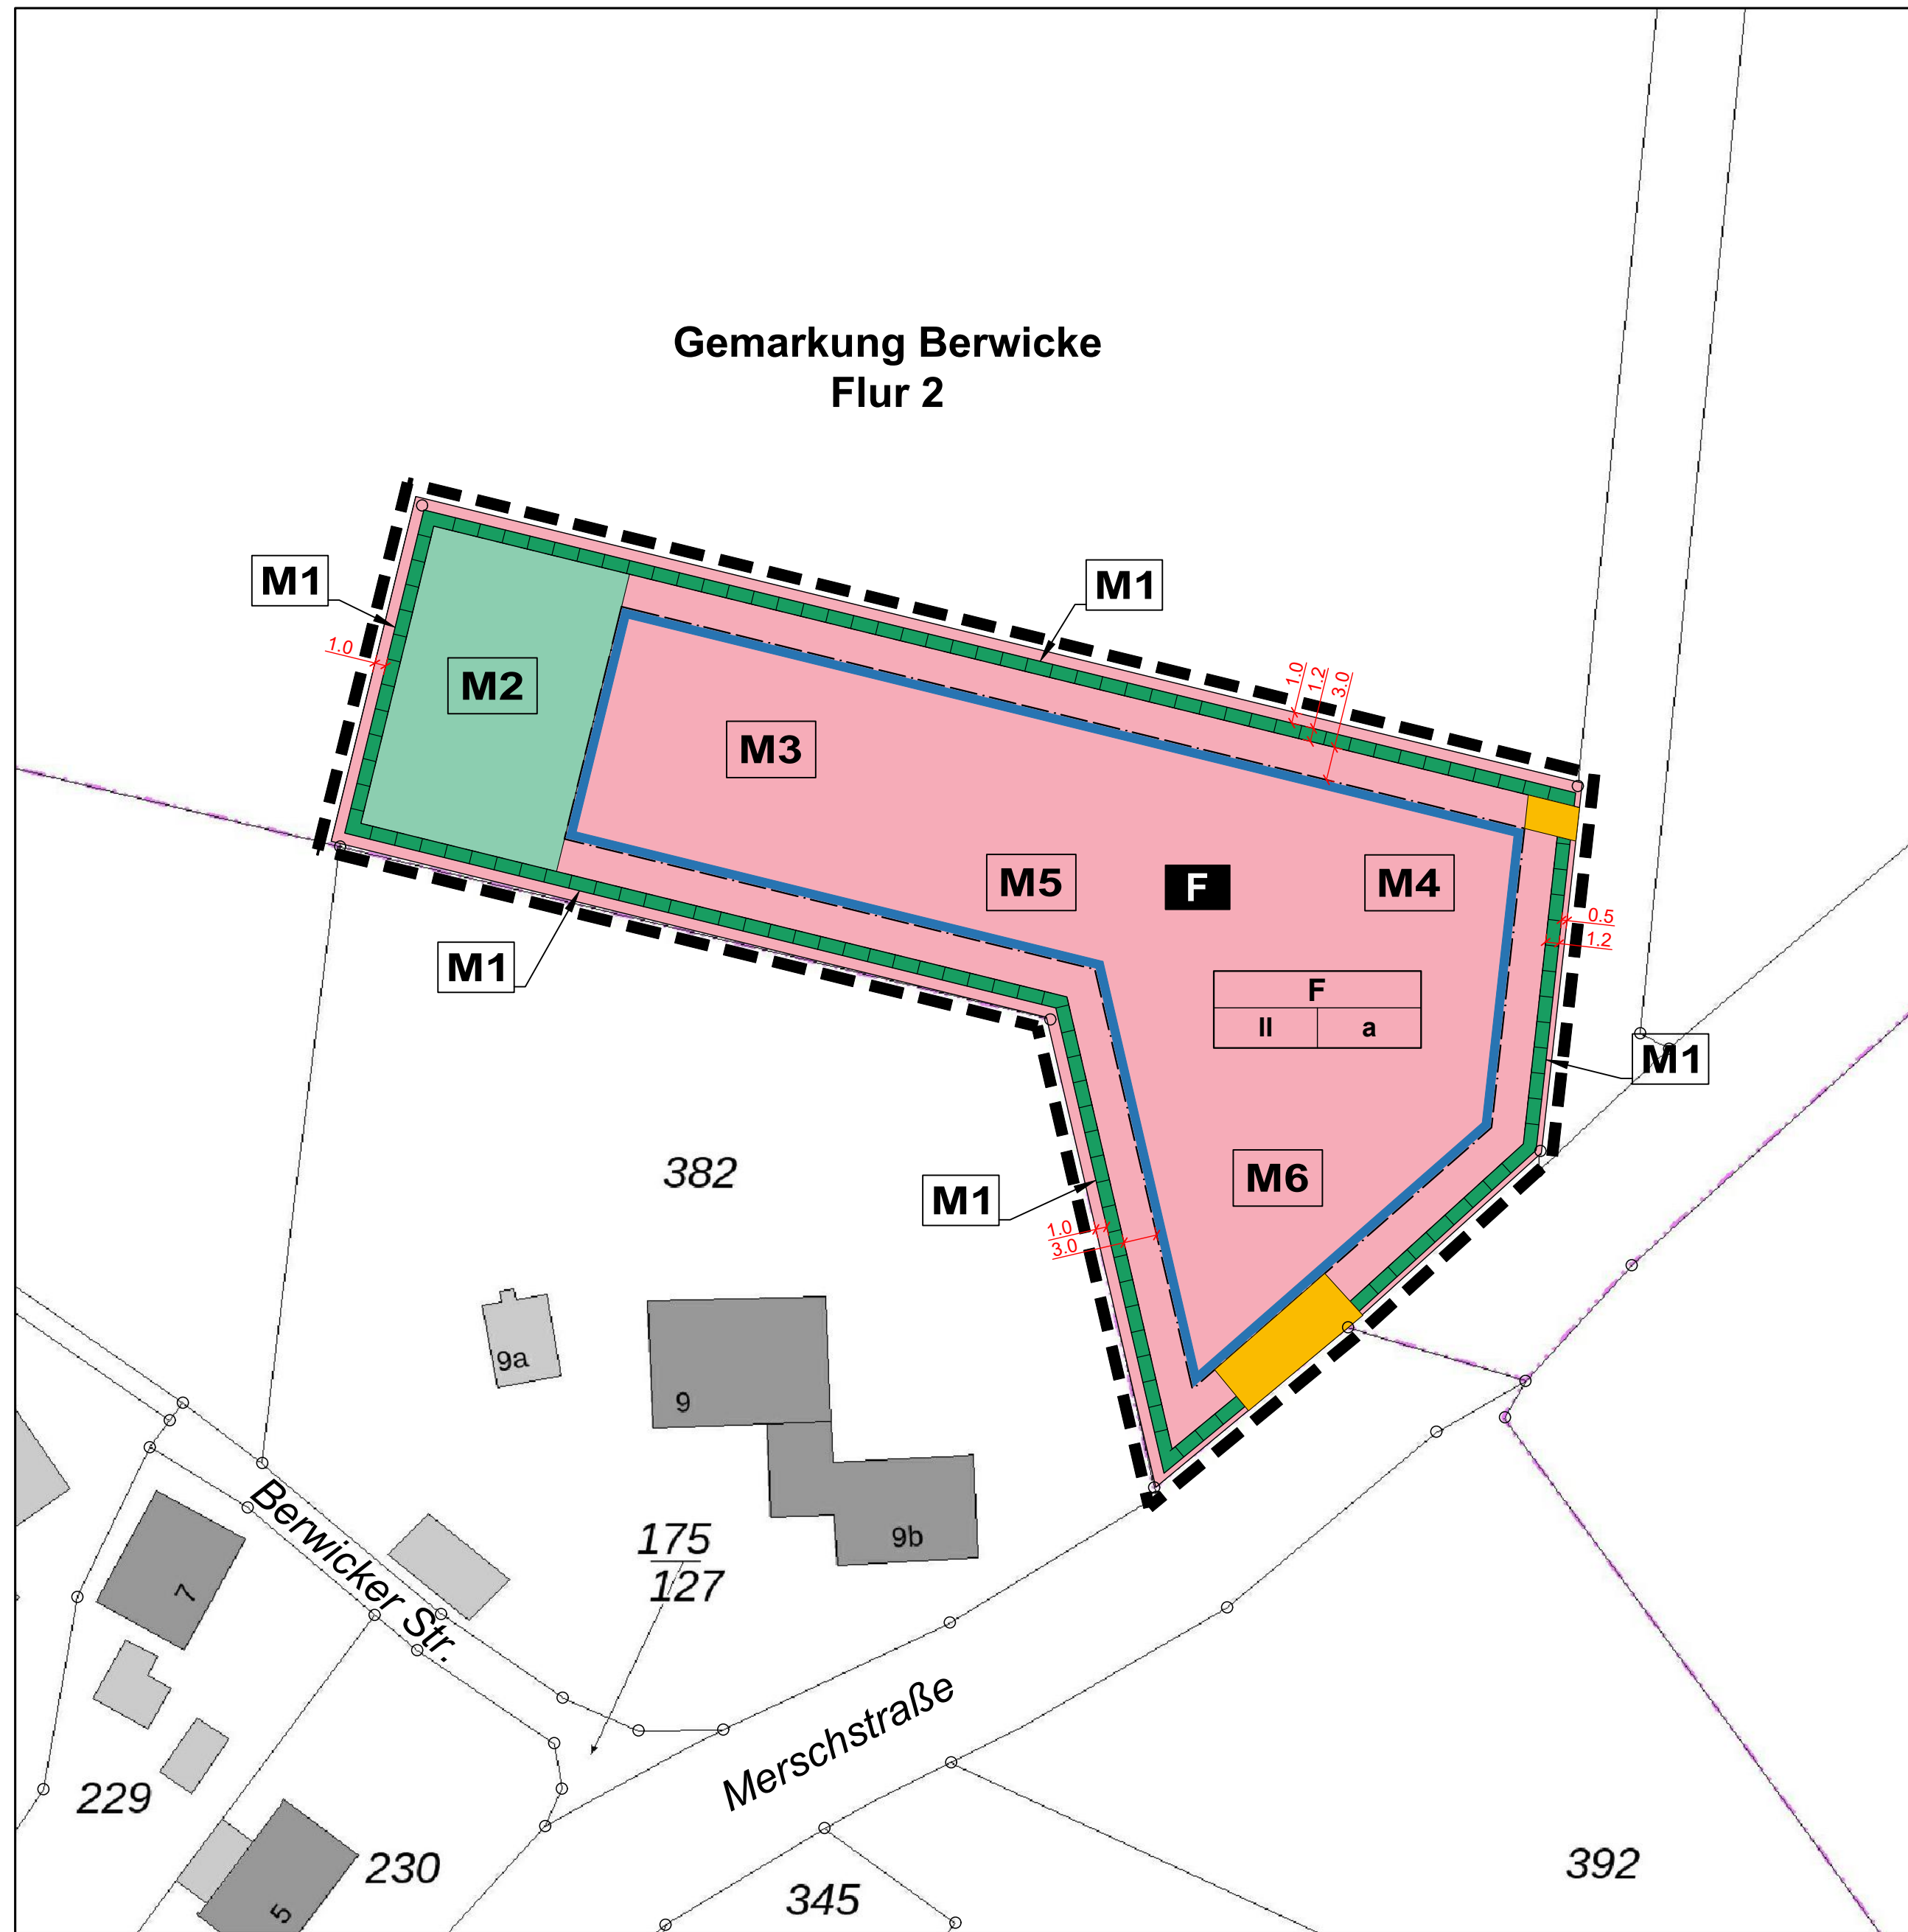 Gemarkung Berwicke
Flur 2
M1
M1
1.0
M2
1.0
1.2
3.0
M3
M5
F
M4
0.5
1.2
M1
F
II
a
M1
382
M6
M1
1.0
3.0
9a
9
9b
Berwicker Str.
175
127
7
Merschstraße
229
230
5
345
392